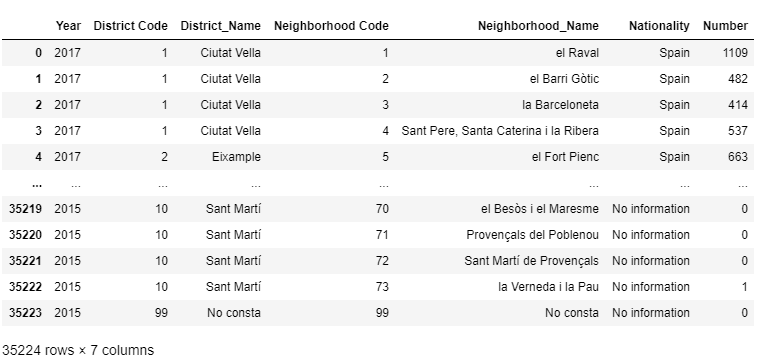 Year District Code District_Name Neighborhood Code Neighborhood_Name Nationality Number
0 2017 1 Ciutat Vella 1 el Raval Spain 1109
1 2017 1 Ciutat Vella 2 el Barri Gòtic Spain 482
2 2017 1 Ciutat Vella 3 la Barceloneta Spain 414
3 2017 1 Ciutat Vella 4 Sant Pere, Santa Caterina i la Ribera Spain 537
4 2017 2 Eixample 5 el Fort Pienc Spain 663
... ... ... ... ... ... ... ...
35219 2015 10 Sant Martí 70 el Besòs i el Maresme No information 0
35220 2015 10 Sant Martí 71 Provençals del Poblenou No information 0
35221 2015 10 Sant Martí 72 Sant Martí de Provençals No information 0
35222 2015 10 Sant Martí 73 la Verneda i la Pau No information 1
35223 2015 99 No consta 99 No consta No information 0
35224 rows × 7 columns